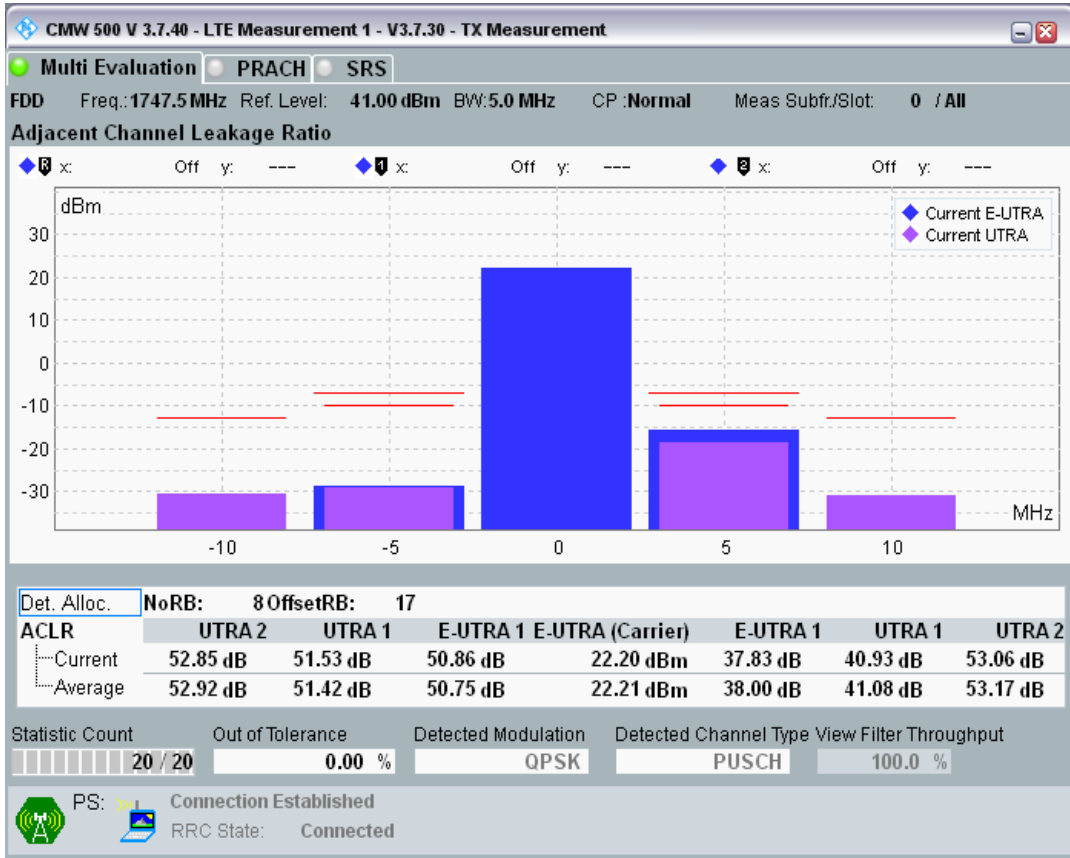 CMW 500 V 3.7.40 - LTE Measurement 1 - V3.7.30 - TX Measurement
Multi Evaluation PRACH SRS
FDD Freq.: 1747.5 MHz Ref. Level: 41.00 dBm BW: 5.0 MHz CP : Normal Meas Subfr./Slot: 0 / All
Adjacent Channel Leakage Ratio
R x: Off y: --- 1 x: Off y: --- 2 x: Off y: ---
dBm
Current E-UTRA
Current UTRA
30
20
10
0
-10
-20
-30
MHz
-10 -5 0 5 10
Det. Alloc. NoRB: 8 OffsetRB: 17
ACLR UTRA 2 UTRA 1 E-UTRA 1 E-UTRA (Carrier) E-UTRA 1 UTRA 1 UTRA 2
Current 52.85 dB 51.53 dB 50.86 dB 22.20 dBm 37.83 dB 40.93 dB 53.06 dB
Average 52.92 dB 51.42 dB 50.75 dB 22.21 dBm 38.00 dB 41.08 dB 53.17 dB
Statistic Count Out of Tolerance Detected Modulation Detected Channel Type View Filter Throughput
20 / 20 0.00 % QPSK PUSCH 100.0 %
PS: Connection Established
RRC State: Connected